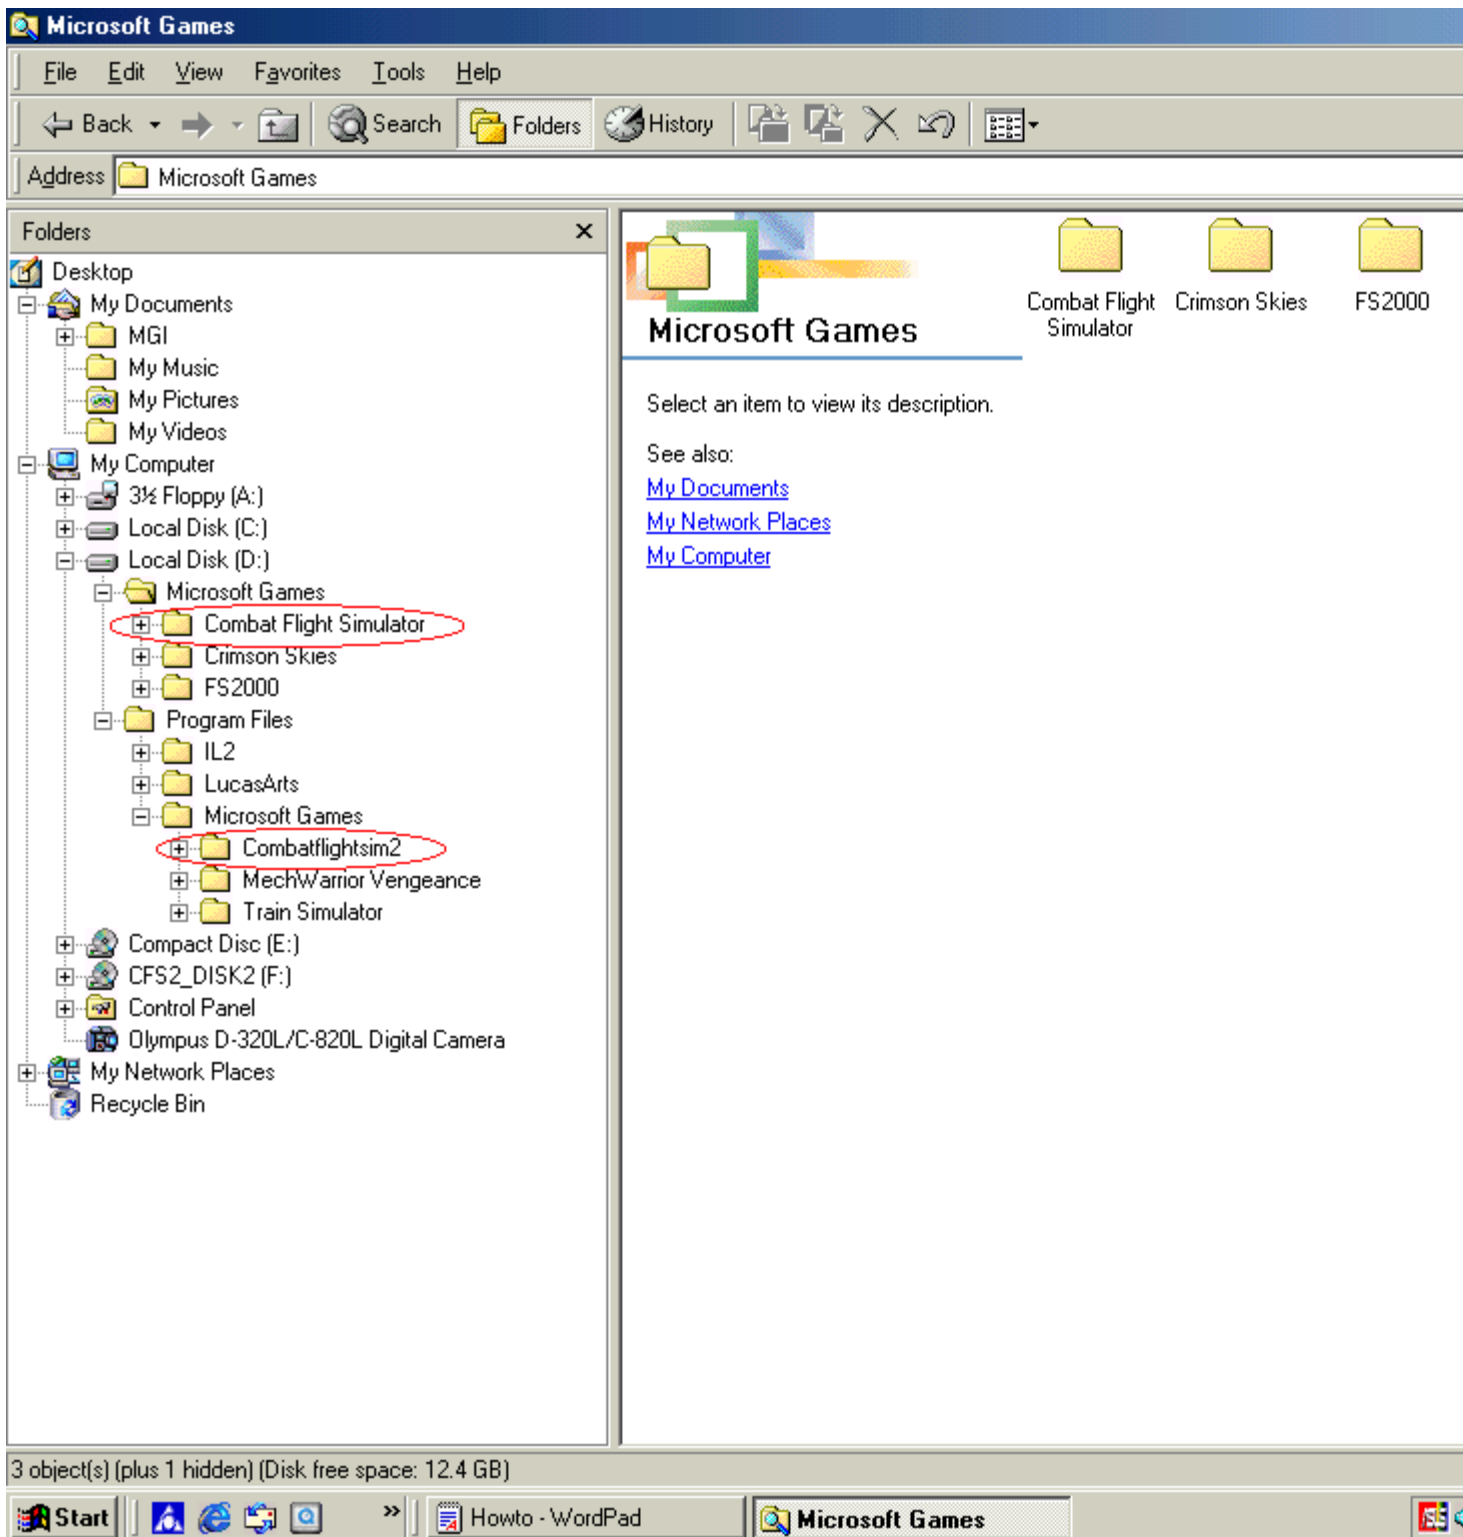 Microsoft Games
File Edit View Favorites Tools Help
Back Search Folders History
Address Microsoft Games
Folders
Desktop
My Documents
MGI
My Music
My Pictures
My Videos
My Computer
3½ Floppy (A:)
Local Disk (C:)
Local Disk (D:)
Microsoft Games
Combat Flight Simulator
Crimson Skies
FS2000
Program Files
IL2
LucasArts
Microsoft Games
Combatflightsim2
MechWarrior Vengeance
Train Simulator
Compact Disc (E:)
CFS2_DISK2 (F:)
Control Panel
Olympus D-320L/C-820L Digital Camera
My Network Places
Recycle Bin
Microsoft Games
Select an item to view its description.
See also:
My Documents
My Network Places
My Computer
Combat Flight
Simulator
Crimson Skies
FS2000
3 object(s) (plus 1 hidden) (Disk free space: 12.4 GB)
Start » Howto - WordPad Microsoft Games